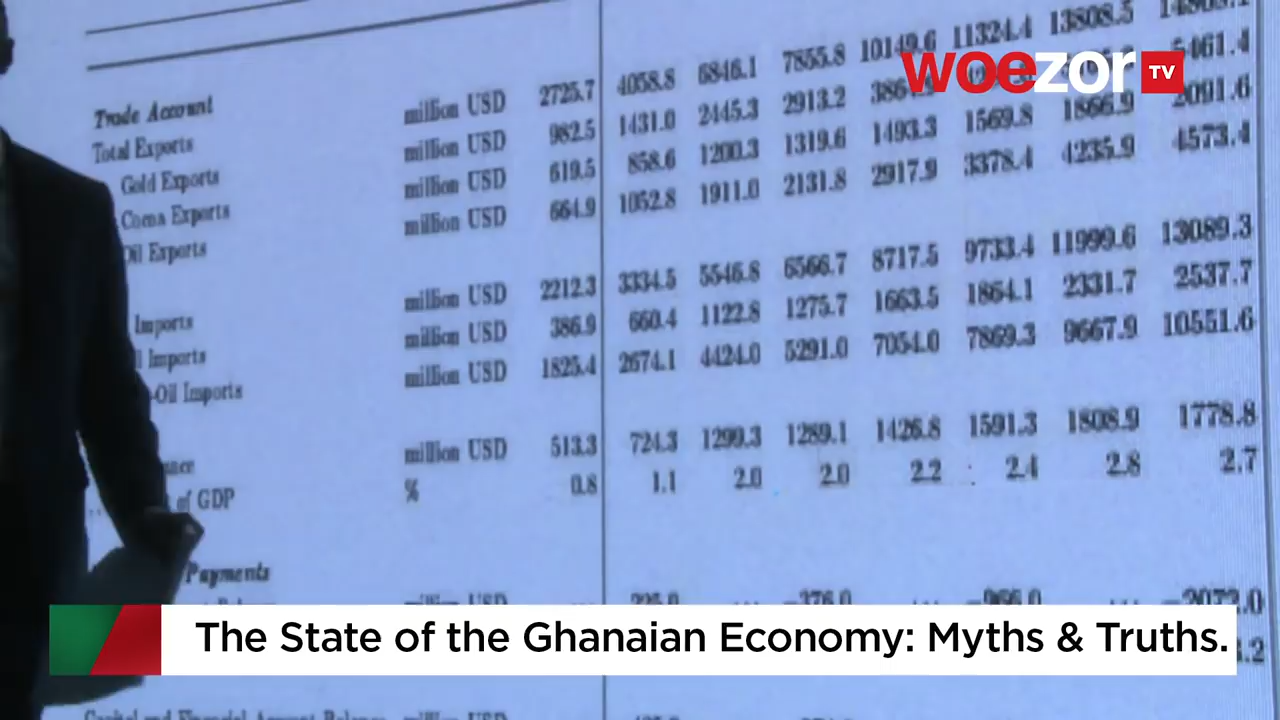 woezor TV
Trade Account
Total Exports million USD 2725.7 4058.8 6846.1 7855.8 10149.6 11324.4 13808.5
Gold Exports million USD 982.5 1431.0 2445.3 2913.2 5461.4
Cocoa Exports million USD 619.5 858.6 1200.3 1319.6 1493.3 1569.8 1866.9 2091.6
Oil Exports million USD 664.9 1052.8 1911.0 2131.8 2917.9 3378.4 4235.9 4573.4
Imports million USD 2212.3 3334.5 5546.8 6566.7 8717.5 9733.4 11999.6 13089.3
l Imports million USD 386.9 660.4 1122.8 1275.7 1663.5 1864.1 2331.7 2537.7
-Oil Imports million USD 1825.4 2674.1 4424.0 5291.0 7054.0 7869.3 9667.9 10551.6
ance million USD 513.3 724.3 1299.3 1289.1 1426.8 1591.3 1808.9 1778.8
of GDP % 0.8 1.1 2.0 2.0 2.2 2.4 2.8 2.7
Payments
The State of the Ghanaian Economy: Myths & Truths.